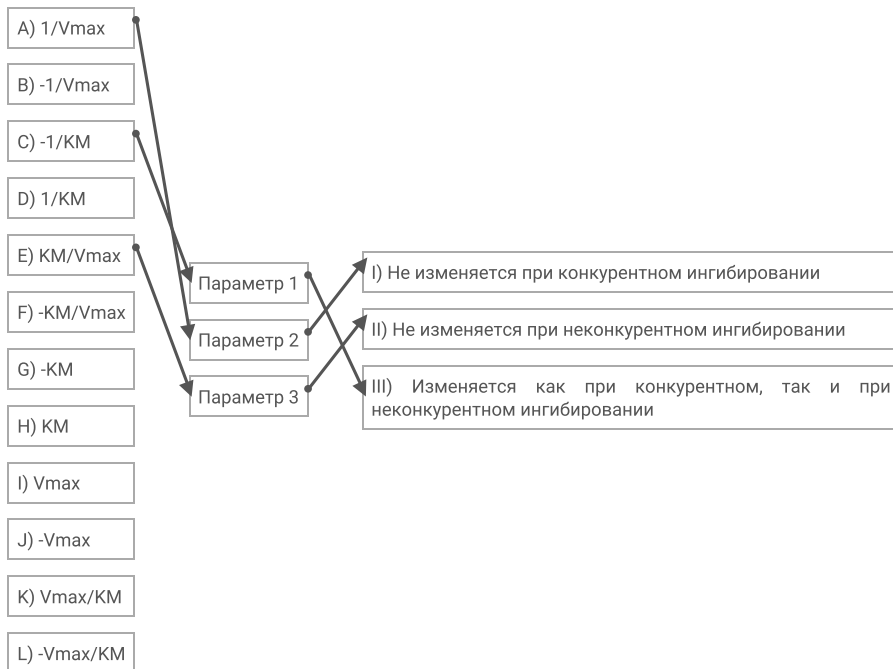 A) 1/Vmax
B) -1/Vmax
C) -1/KM
D) 1/KM
E) KM/Vmax
F) -KM/Vmax
G) -KM
H) KM
I) Vmax
J) -Vmax
K) Vmax/KM
L) -Vmax/KM
Параметр 1
Параметр 2
Параметр 3
I) Не изменяется при конкурентном ингибировании
II) Не изменяется при неконкурентном ингибировании
III) Изменяется как при конкурентном, так и при
неконкурентном ингибировании